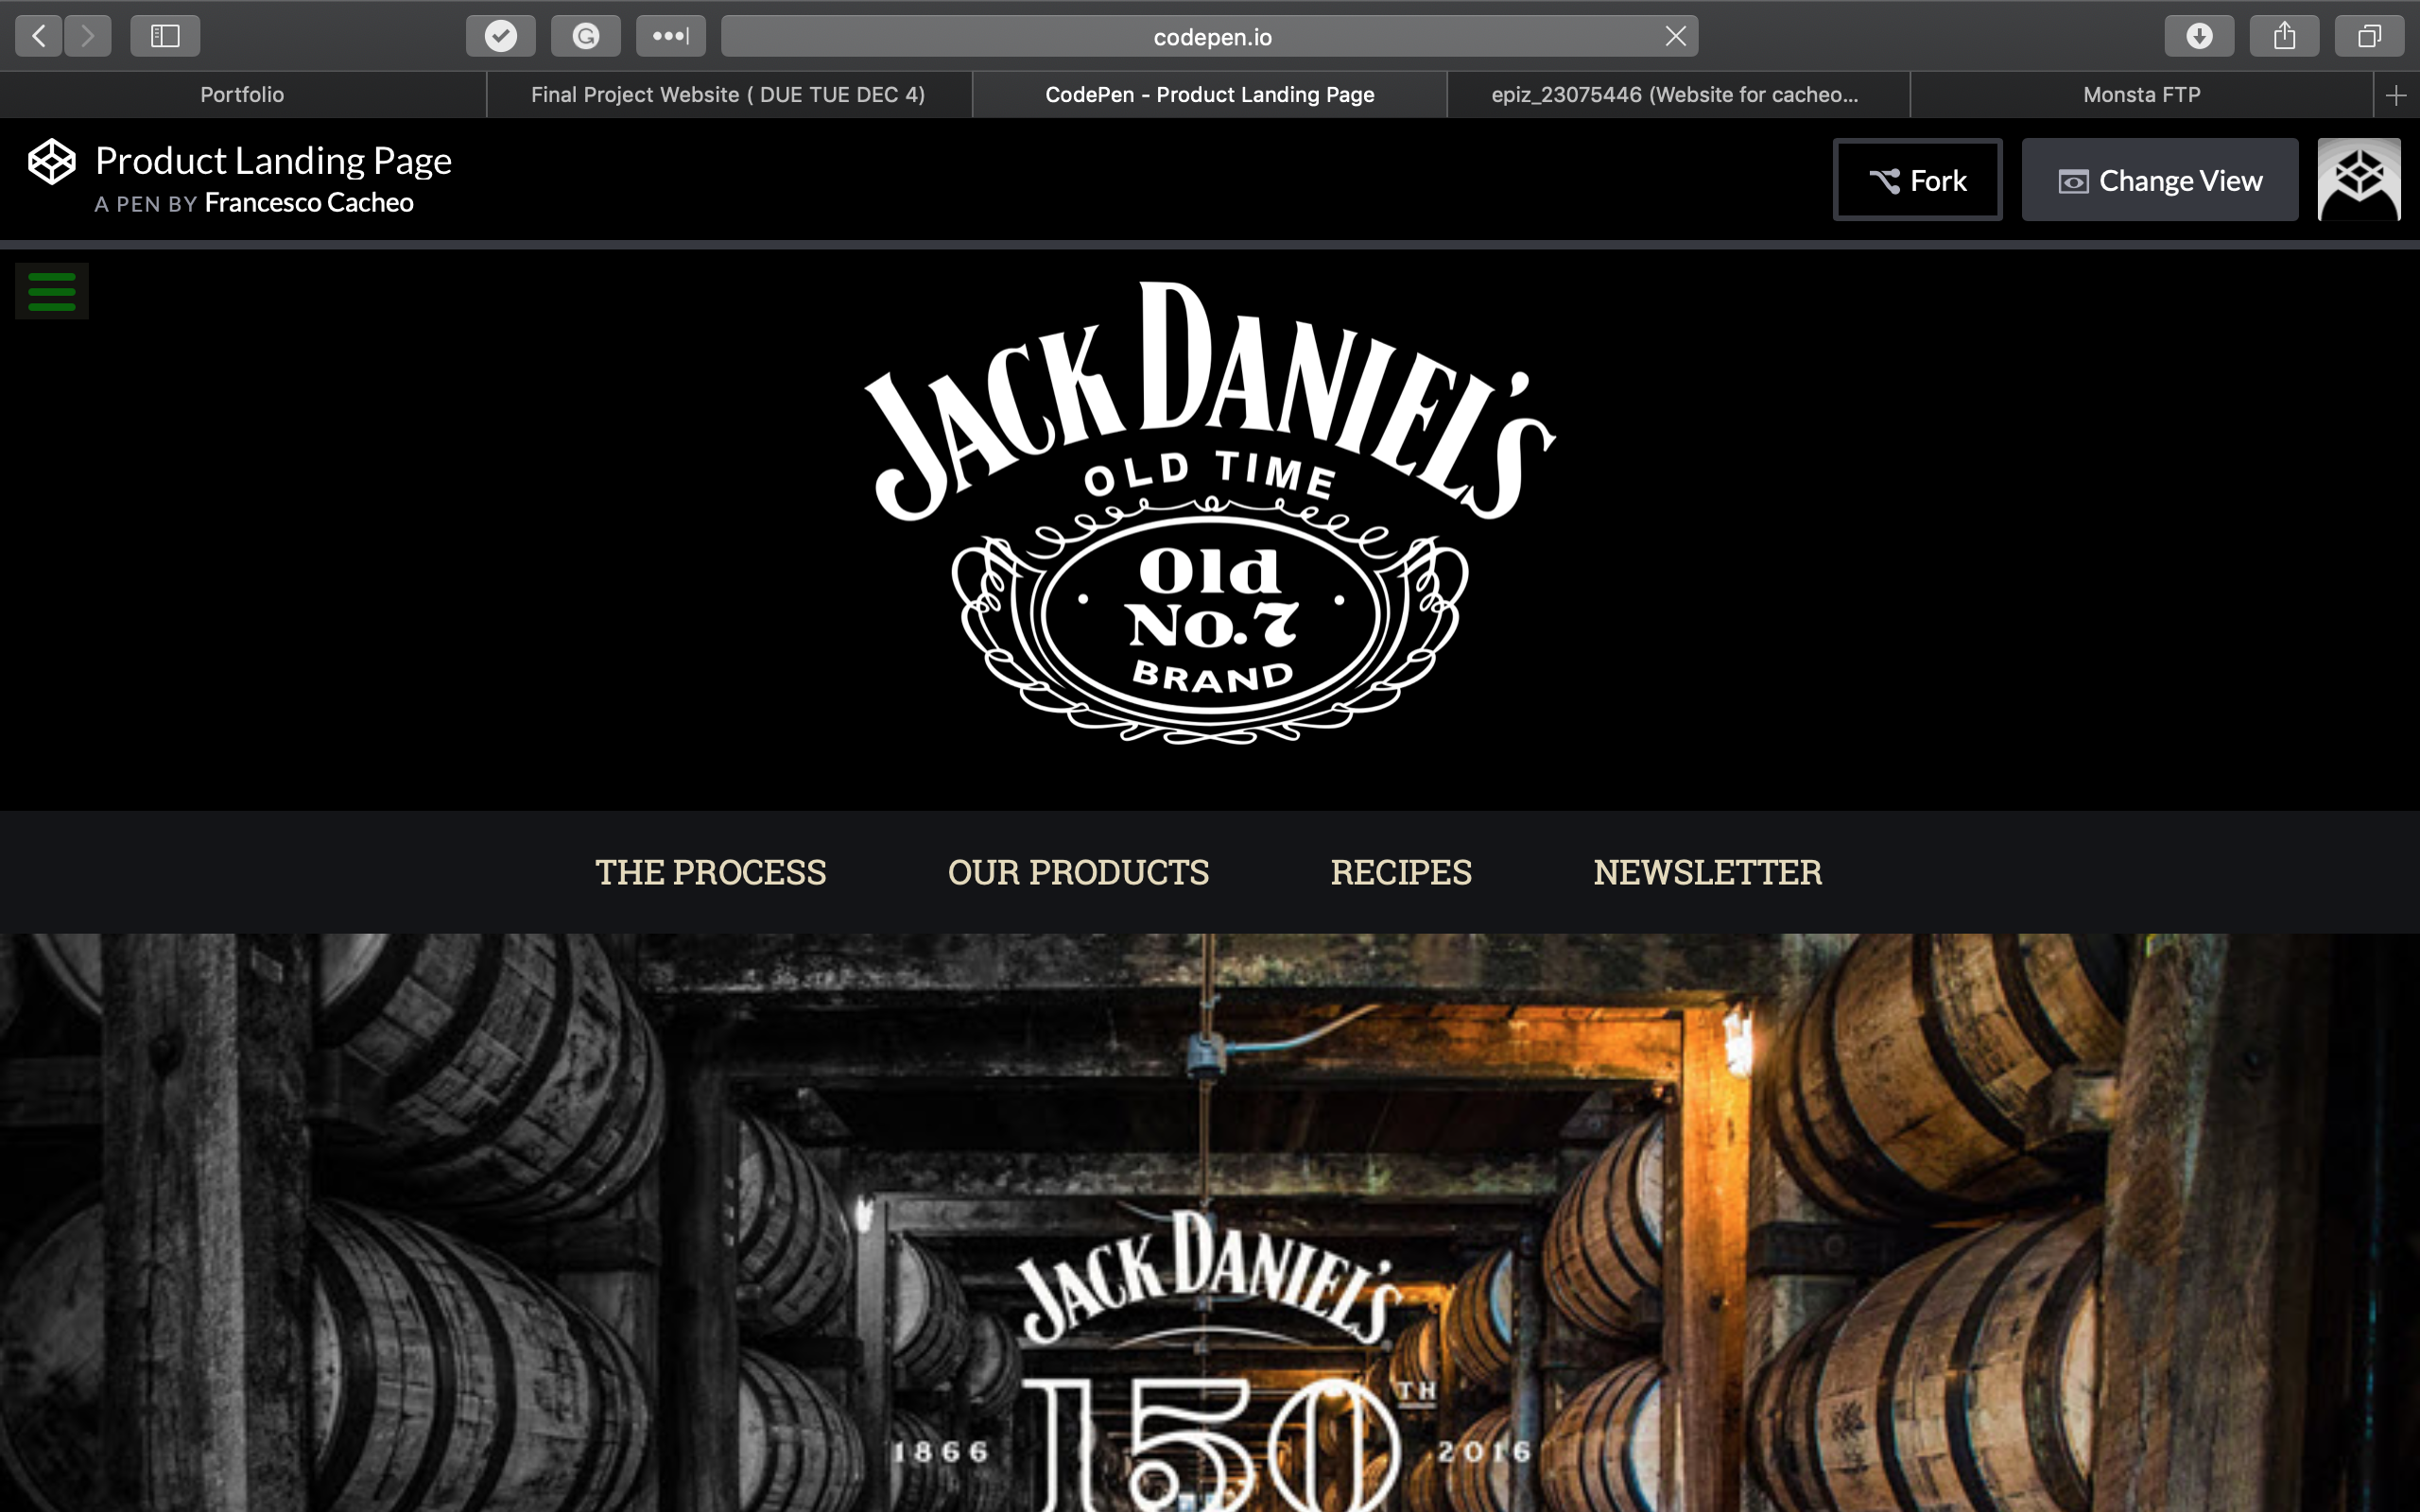 codepen.io
Portfolio
Final Project Website ( DUE TUE DEC 4)
CodePen - Product Landing Page
epiz_23075446 (Website for cacheo...
Monsta FTP
Product Landing Page
A PEN BY Francesco Cacheo
Fork
Change View
JACK DANIEL'S
OLD TIME
Old
No.7
BRAND
THE PROCESS
OUR PRODUCTS
RECIPES
NEWSLETTER
JACK DANIEL'S
150TH
1866
2016